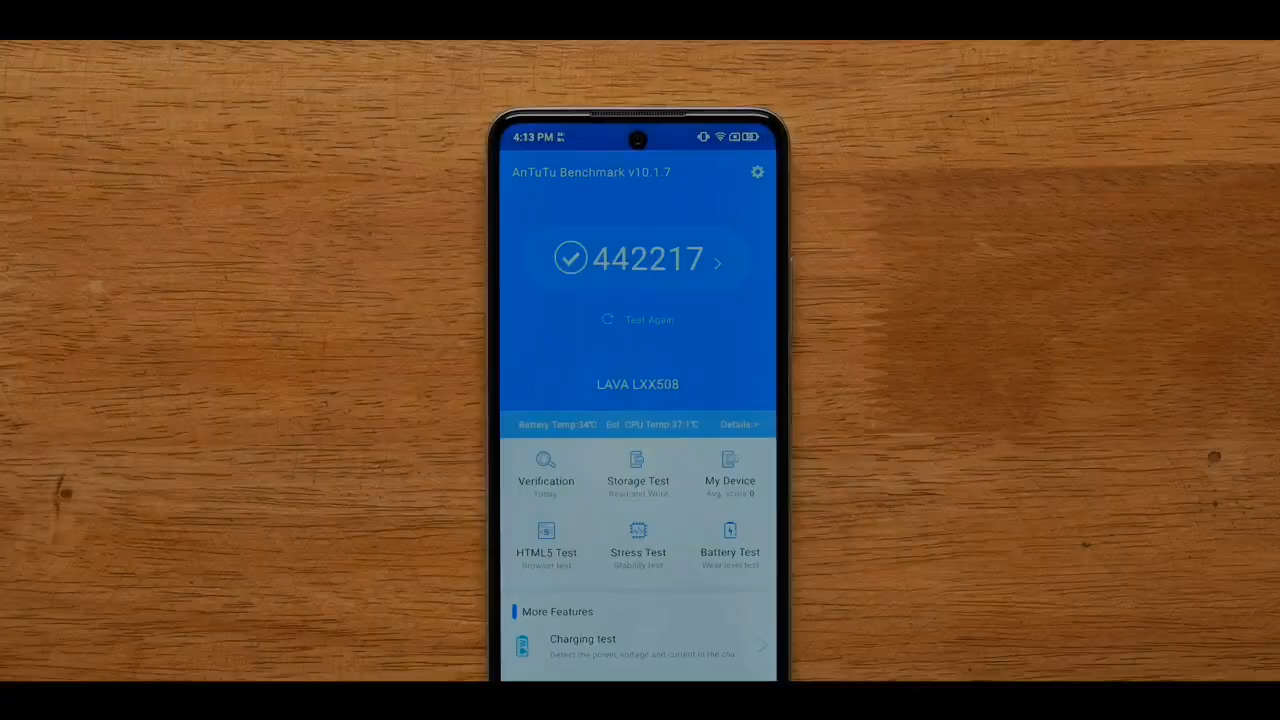 4:13 PM
AnTuTu Benchmark v10.1.7
442217 >
Test Again
LAVA LXX508
Battery Temp:34℃ Est. CPU Temp:37.1℃ Details >
Verification Storage Test My Device
Today Read and Write Avg. score 0
HTML5 Test Stress Test Battery Test
Browser test Stability test Wear level test
More Features
Charging test
Detect the power, voltage and current in the cha